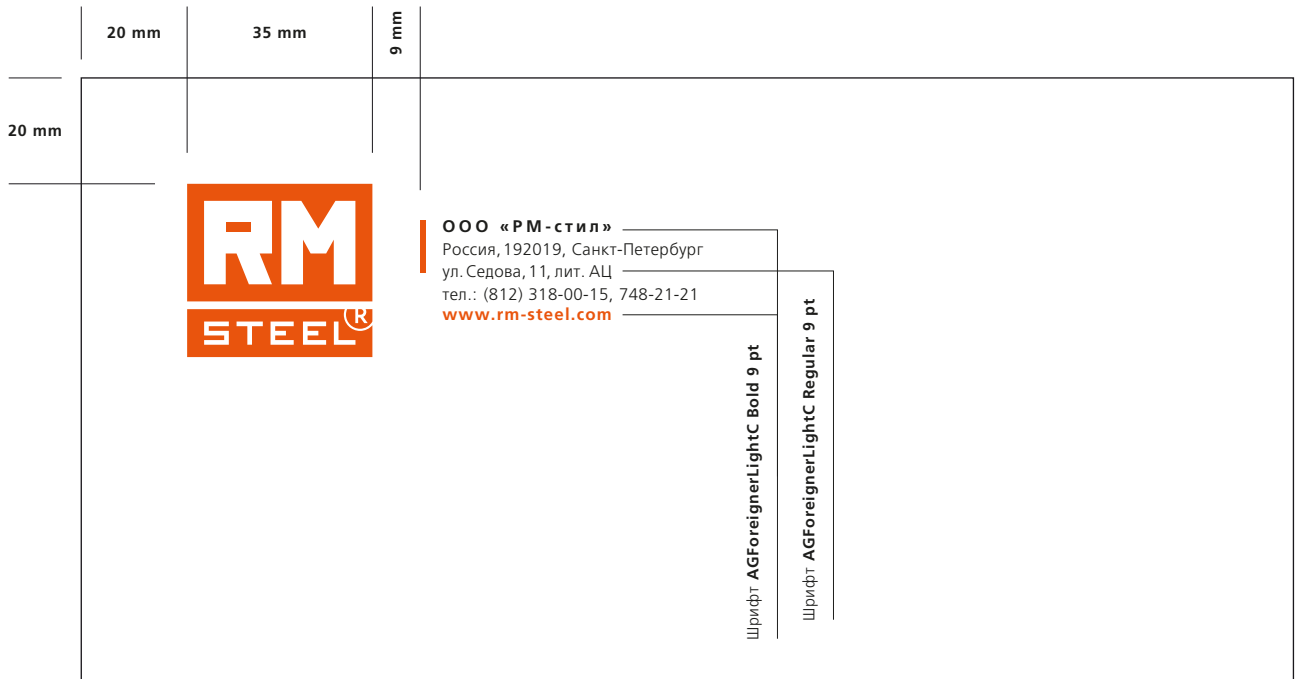 20 mm
35 mm
9 mm
20 mm
RM
STEEL®
ООО «РМ-стил»
Россия, 192019, Санкт-Петербург
ул. Седова, 11, лит. АЦ
тел.: (812) 318-00-15, 748-21-21
www.rm-steel.com
Шрифт AGForeignerLightC Bold 9 pt
Шрифт AGForeignerLightC Regular 9 pt